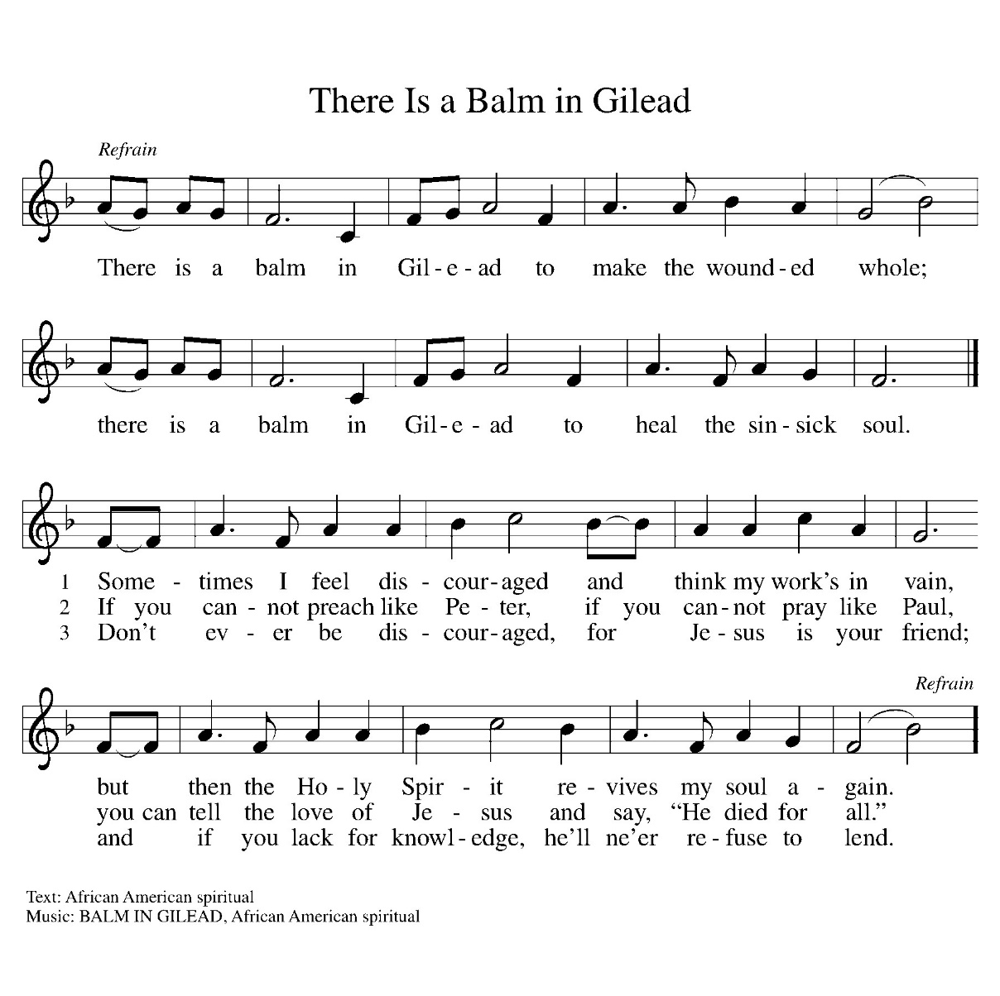 There Is a Balm in Gilead
Refrain
There is a balm in Gil - e - ad to make the wound - ed whole;
there is a balm in Gil - e - ad to heal the sin - sick soul.
1 Some - times I feel dis - cour - aged and think my work's in vain,
2 If you can - not preach like Pe - ter, if you can - not pray like Paul,
3 Don't ev - er be dis - cour - aged, for Je - sus is your friend;
Refrain
but then the Ho - ly Spir - it re - vives my soul a - gain.
you can tell the love of Je - sus and say, “He died for all.”
and if you lack for knowl - edge, he'll ne'er re - fuse to lend.
Text: African American spiritual
Music: BALM IN GILEAD, African American spiritual